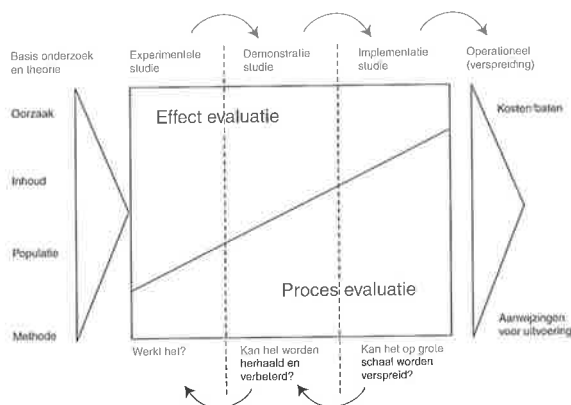 Basis onderzoek
en theorie
Experimentele
studie
Demonstratie
studie
Implementatie
studie
Operationeel
(verspreiding)
Oorzaak
Inhoud
Populatie
Methode
Effect evaluatie
Proces evaluatie
Kosten/baten
Aanwijzingen
voor uitvoering
Werkt het?
Kan het worden
herhaald en
verbeterd?
Kan het op grote
schaal worden
verspreid?